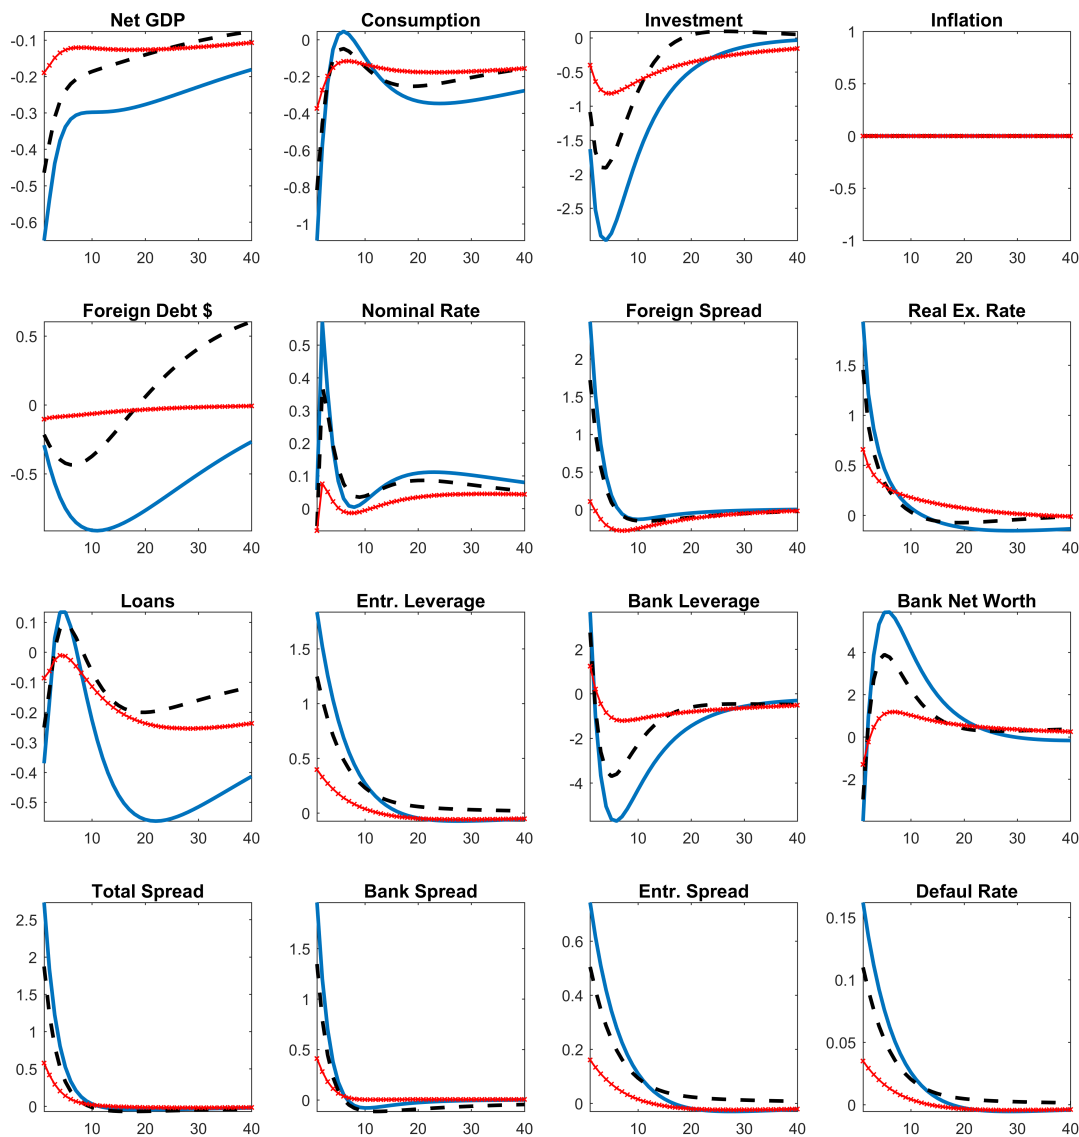 Net GDP
-0.1
-0.2
-0.3
-0.4
-0.5
-0.6
10 20 30 40
Consumption
0
-0.2
-0.4
-0.6
-0.8
-1
10 20 30 40
Investment
0
-0.5
-1
-1.5
-2
-2.5
10 20 30 40
Inflation
1
0.5
0
-0.5
-1
10 20 30 40
Foreign Debt $
0.5
0
-0.5
10 20 30 40
Nominal Rate
0.5
0.4
0.3
0.2
0.1
0
10 20 30 40
Foreign Spread
2
1.5
1
0.5
0
10 20 30 40
Real Ex. Rate
1.5
1
0.5
0
10 20 30 40
Loans
0.1
0
-0.1
-0.2
-0.3
-0.4
-0.5
10 20 30 40
Entr. Leverage
1.5
1
0.5
0
10 20 30 40
Bank Leverage
2
0
-2
-4
10 20 30 40
Bank Net Worth
4
2
0
-2
10 20 30 40
Total Spread
2.5
2
1.5
1
0.5
0
10 20 30 40
Bank Spread
1.5
1
0.5
0
10 20 30 40
Entr. Spread
0.6
0.4
0.2
0
10 20 30 40
Defaul Rate
0.15
0.1
0.05
0
10 20 30 40